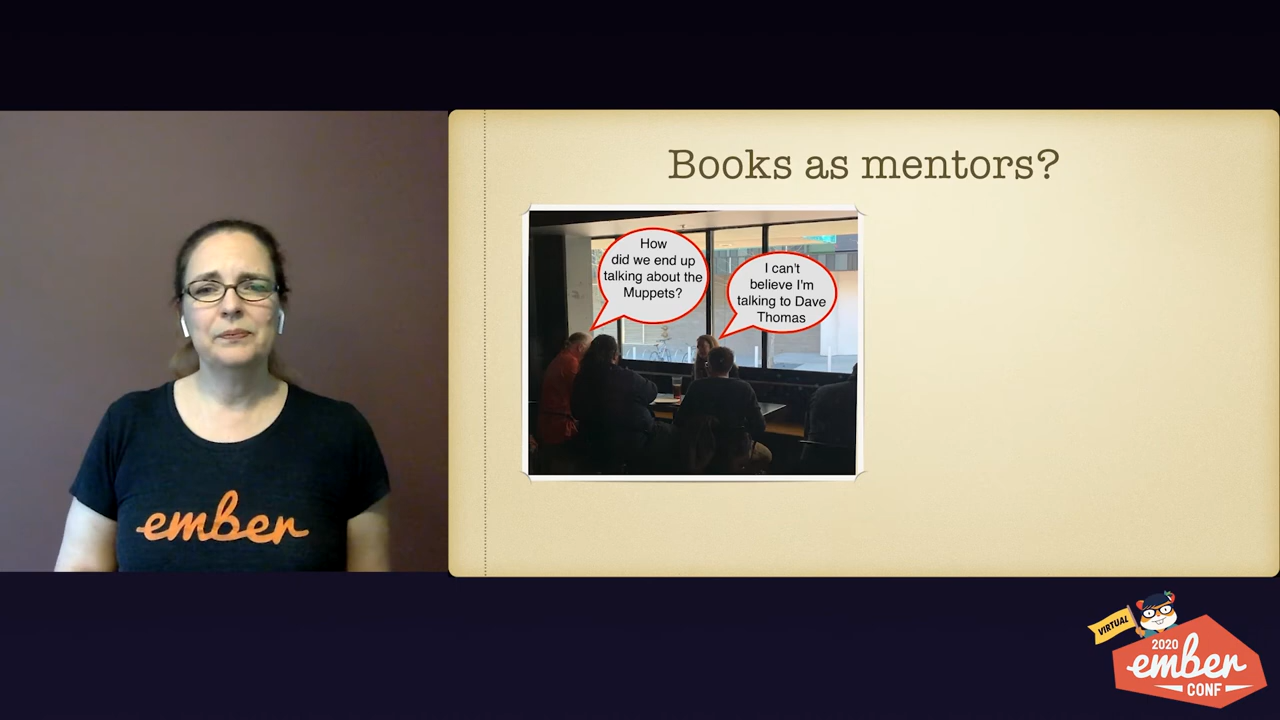 Books as mentors?
How
did we end up
talking about the
Muppets?
I can't
believe I'm
talking to Dave
Thomas
ember
VIRTUAL
2020
ember
CONF